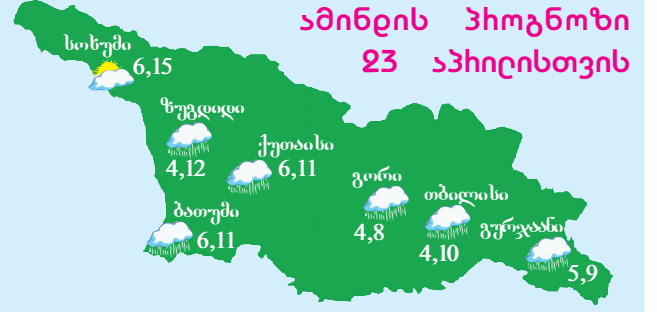 ამინდის პროგნოზი
23 აპრილისთვის
სოხუმი
6,15
ზუგდიდი
4,12
ქუთაისი
6,11
ბათუმი
6,11
გორი
4,8
თბილისი
4,10
გურჯაანი
5,9